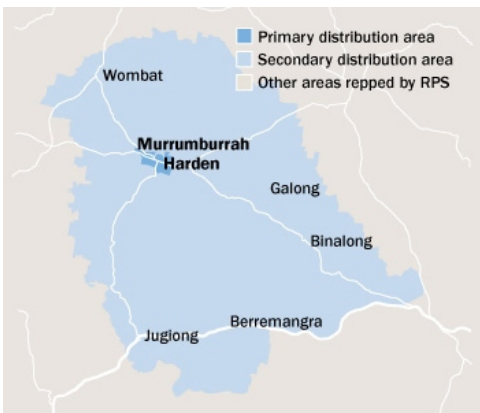 Primary distribution area
Secondary distribution area
Other areas repped by RPS
Wombat
Murrumburrah
Harden
Galong
Binalong
Berremangra
Jugiong